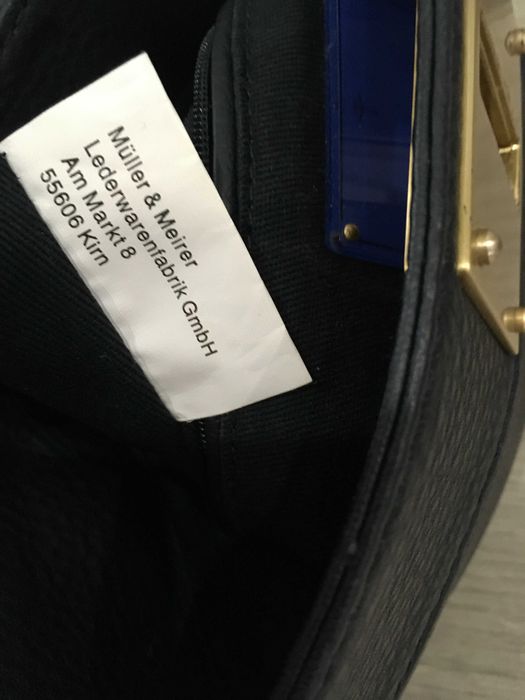 Müller & Meirer
Lederwarenfabrik GmbH
Am Markt 8
55606 Kirn